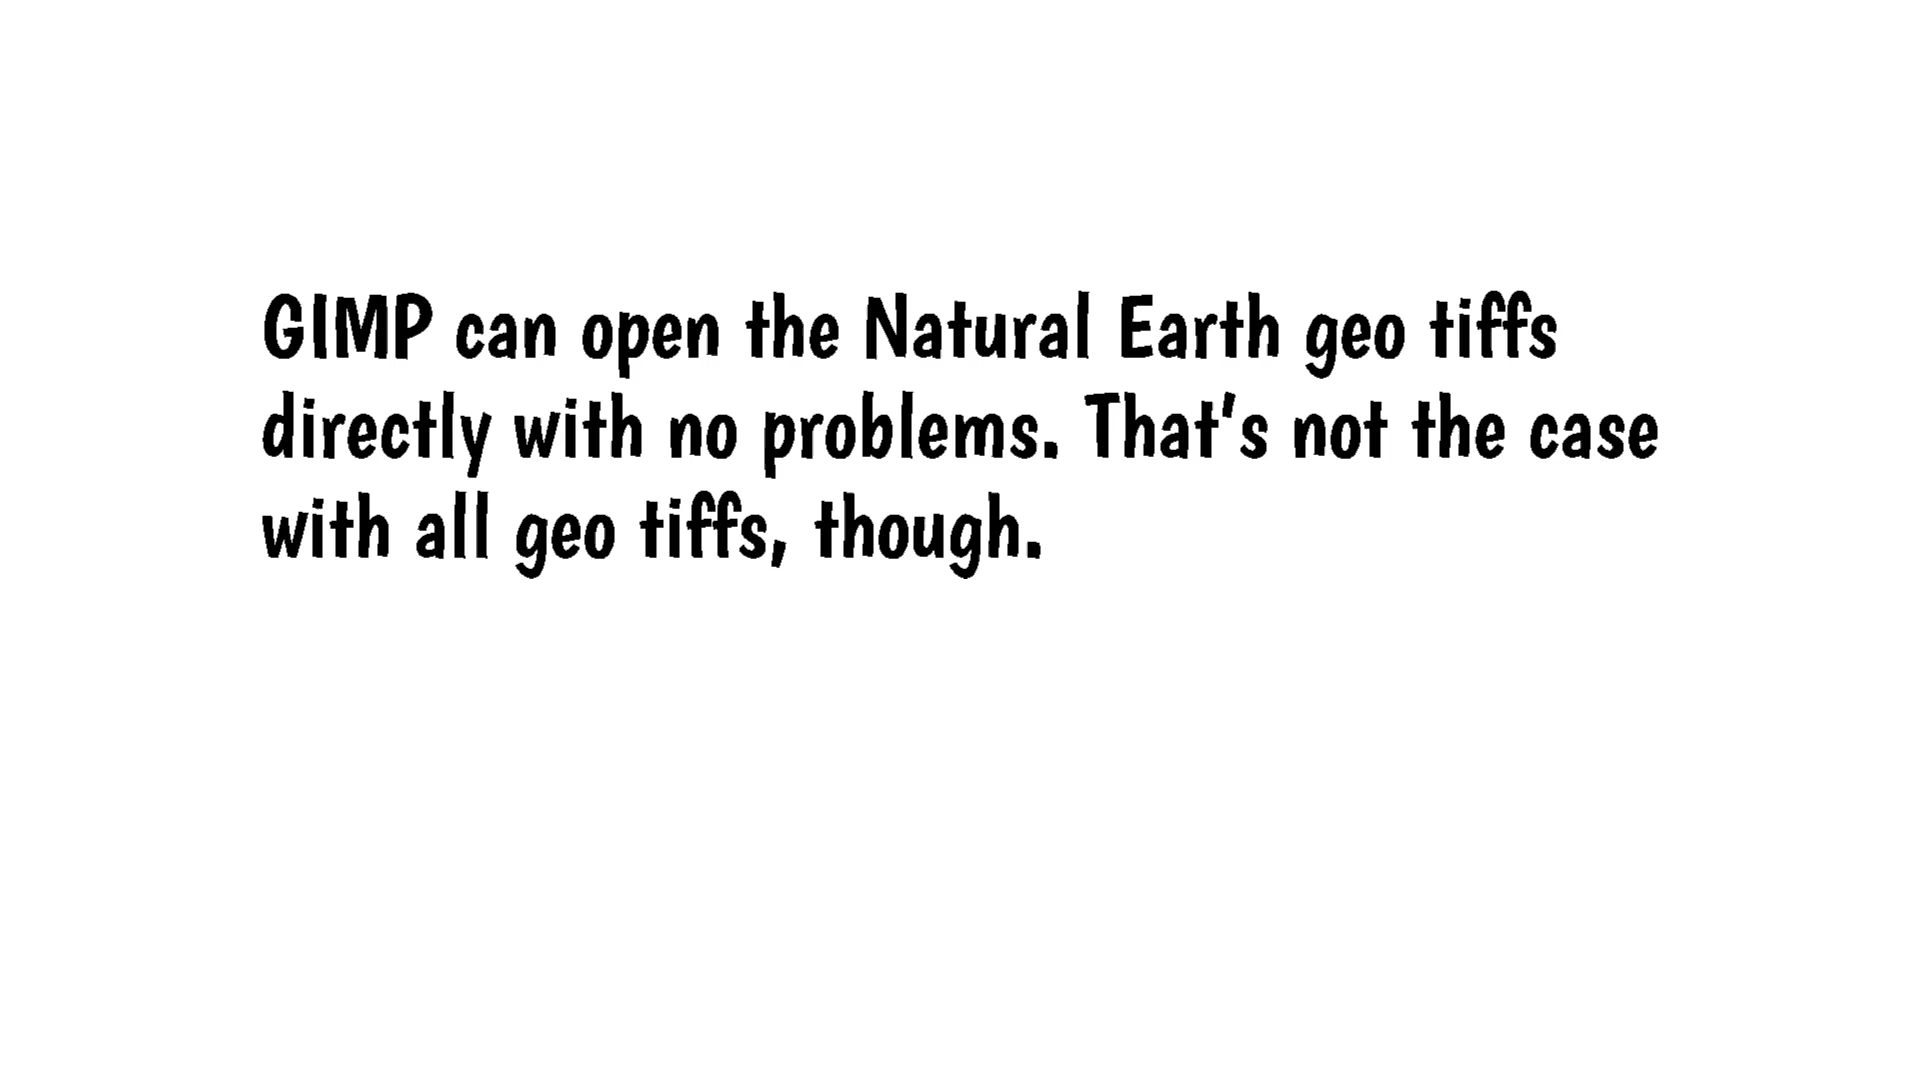 GIMP can open the Natural Earth geo tiffs
directly with no problems. That's not the case
with all geo tiffs, though.